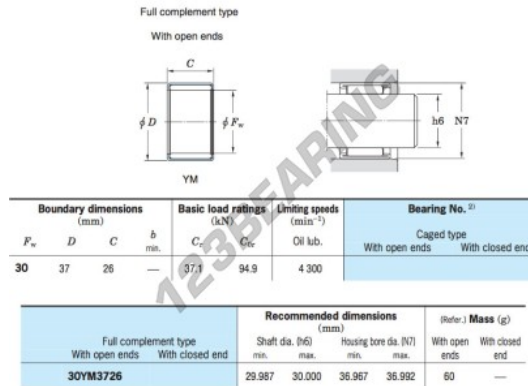 Full complement type
With open ends
C
φ D
φ Fw
h6
N7
YM
123BEARING
Boundary dimensions
(mm)
Basic load ratings
(kN)
Limiting speeds
(min⁻¹)
Bearing No. ²⁾
Fw D C b min. Cr C0r Oil lub.
Caged type
With open ends With closed end
30 37 26 — 37.1 94.9 4 300
Recommended dimensions
(mm)
(Refer.) Mass (g)
Full complement type
With open ends With closed end
Shaft dia. (h6)
min. max.
Housing bore dia. (N7)
min. max.
With open ends
With closed end
30YM3726 29.987 30.000 36.967 36.992 60 —